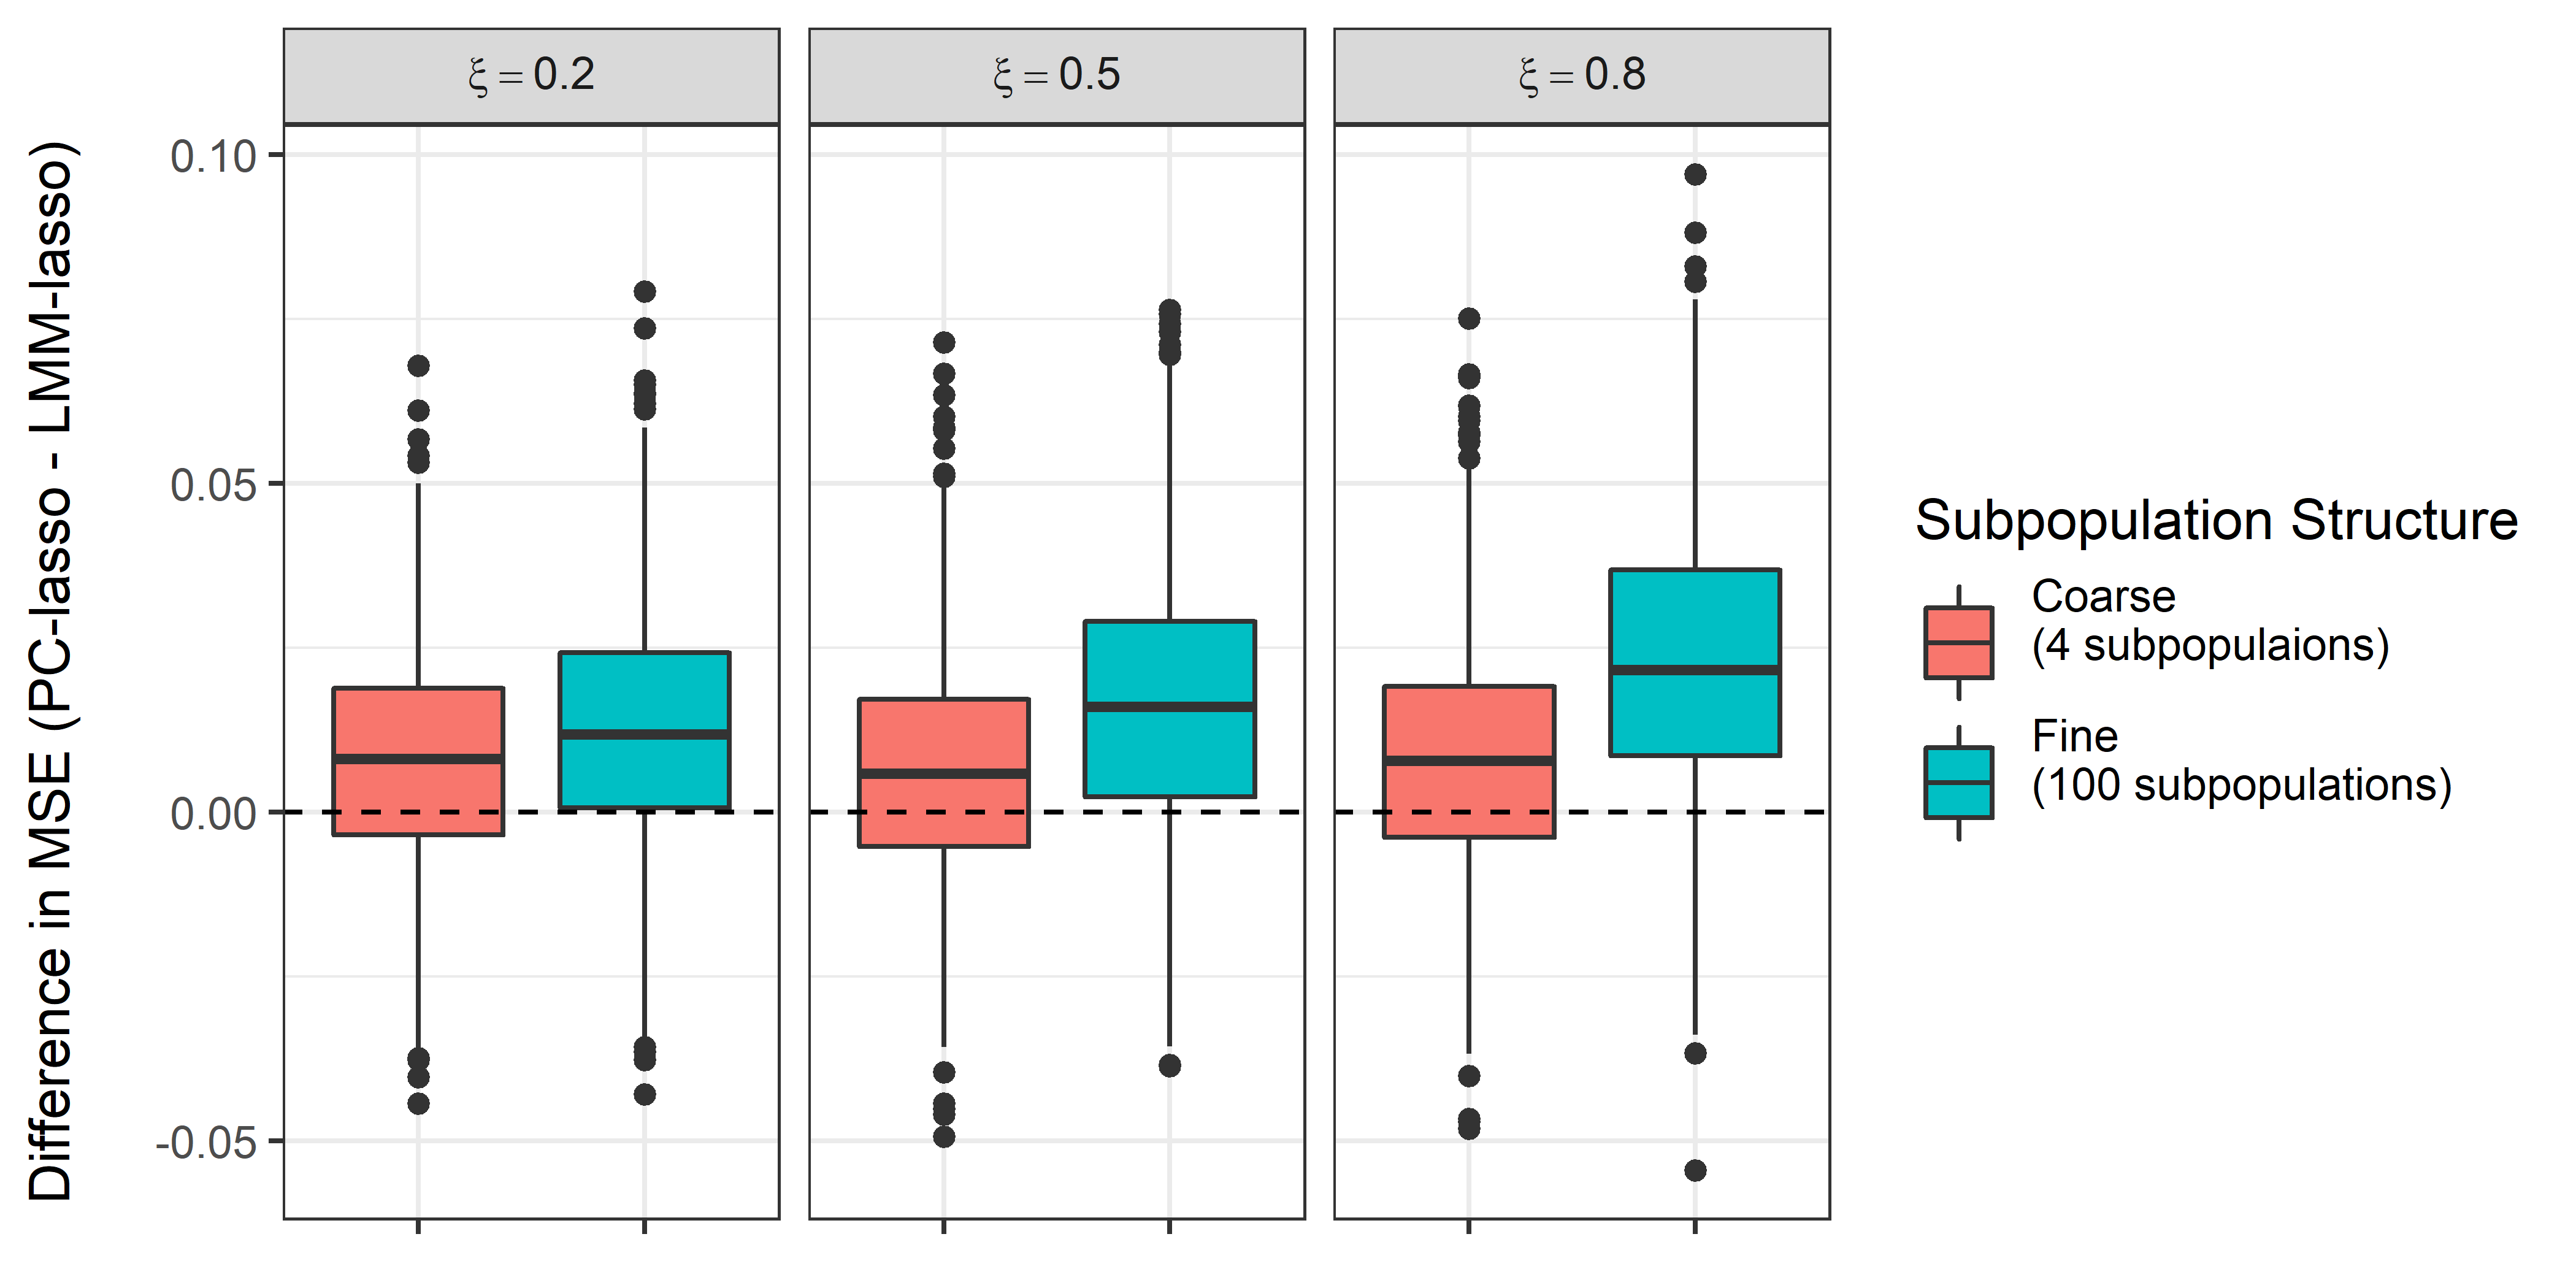 ξ = 0.2
ξ = 0.5
ξ = 0.8
Difference in MSE (PC-lasso - LMM-lasso)
0.10
0.05
0.00
-0.05
Subpopulation Structure
Coarse
(4 subpopulaions)
Fine
(100 subpopulations)